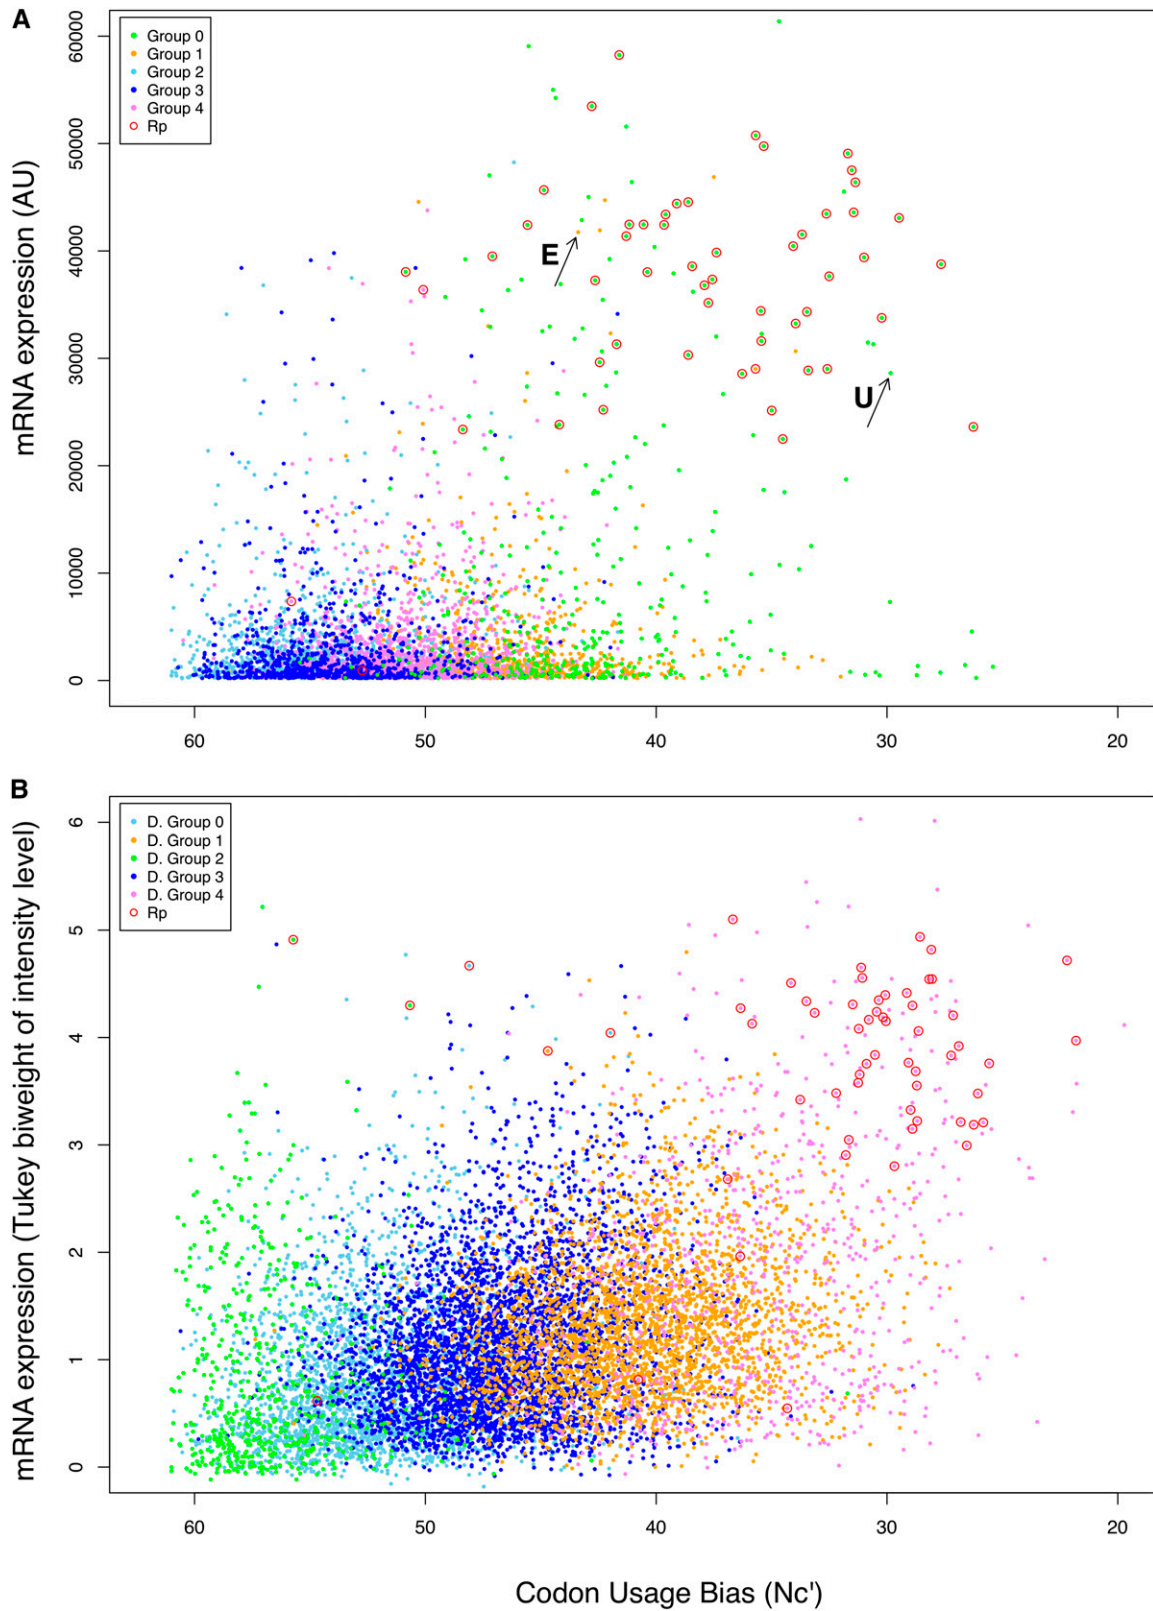 A
Group 0
Group 1
Group 2
Group 3
Group 4
Rp
mRNA expression (AU)
60000
50000
40000
30000
20000
10000
0
E
U
60 50 40 30 20
B
D. Group 0
D. Group 1
D. Group 2
D. Group 3
D. Group 4
Rp
mRNA expression (Tukey biweight of intensity level)
6
5
4
3
2
1
0
60 50 40 30 20
Codon Usage Bias (Nc')